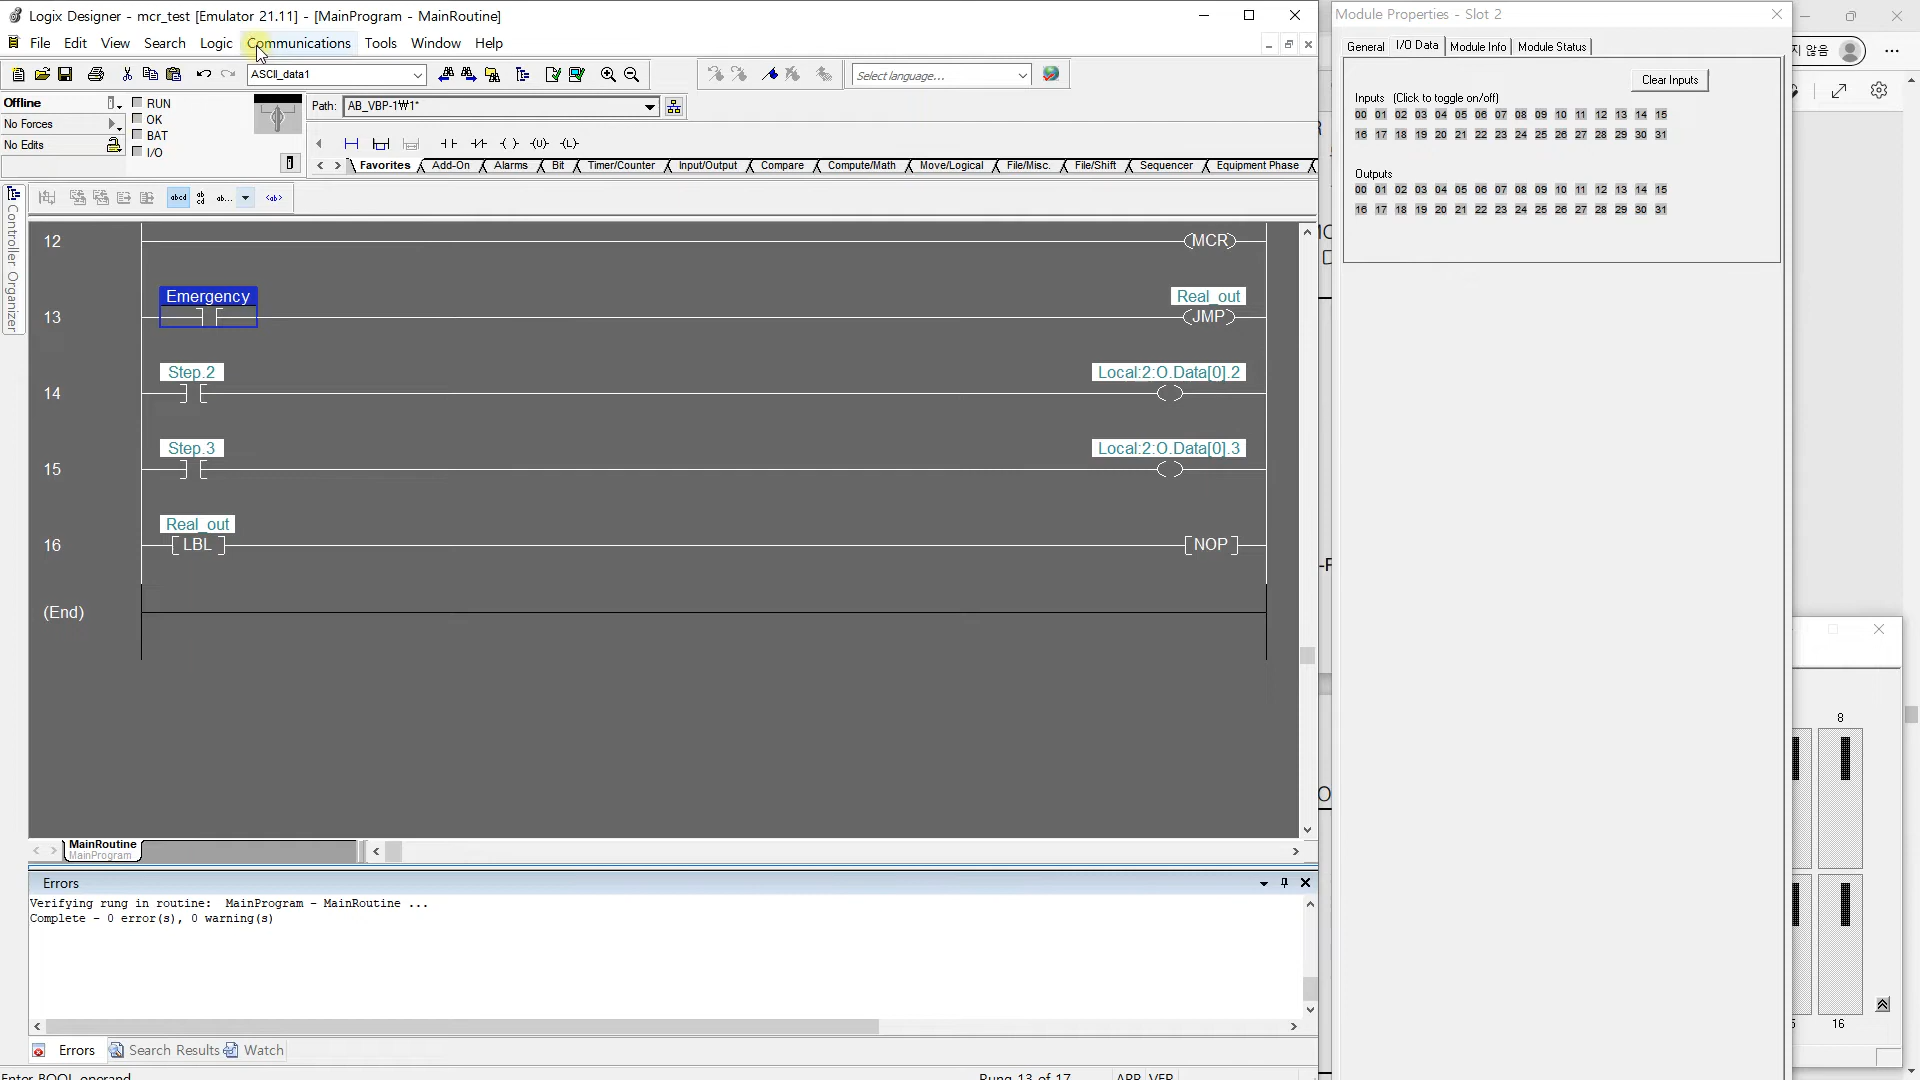 Logix Designer - mcr_test [Emulator 21.11] - [MainProgram - MainRoutine]
File Edit View Search Logic Communications Tools Window Help
ASCII_data1
Select language...
Offline
No Forces
No Edits
RUN
OK
BAT
I/O
Path: AB_VBP-1₩1*
Favorites Add-On Alarms Bit Timer/Counter Input/Output Compare Compute/Math Move/Logical File/Misc. File/Shift Sequencer Equipment Phase
Controller Organizer
12 MCR
Emergency Real_out
13 JMP
Step.2 Local:2:O.Data[0].2
14
Step.3 Local:2:O.Data[0].3
15
Real_out
16 LBL NOP
(End)
MainRoutine
MainProgram
Errors
Verifying rung in routine: MainProgram - MainRoutine ...
Complete - 0 error(s), 0 warning(s)
Errors Search Results Watch
Enter BOOL operand
Rung 13 of 17 APP VER
Module Properties - Slot 2
General I/O Data Module Info Module Status
Clear Inputs
Inputs (Click to toggle on/off)
00 01 02 03 04 05 06 07 08 09 10 11 12 13 14 15
16 17 18 19 20 21 22 23 24 25 26 27 28 29 30 31
Outputs
00 01 02 03 04 05 06 07 08 09 10 11 12 13 14 15
16 17 18 19 20 21 22 23 24 25 26 27 28 29 30 31
않음
8
16